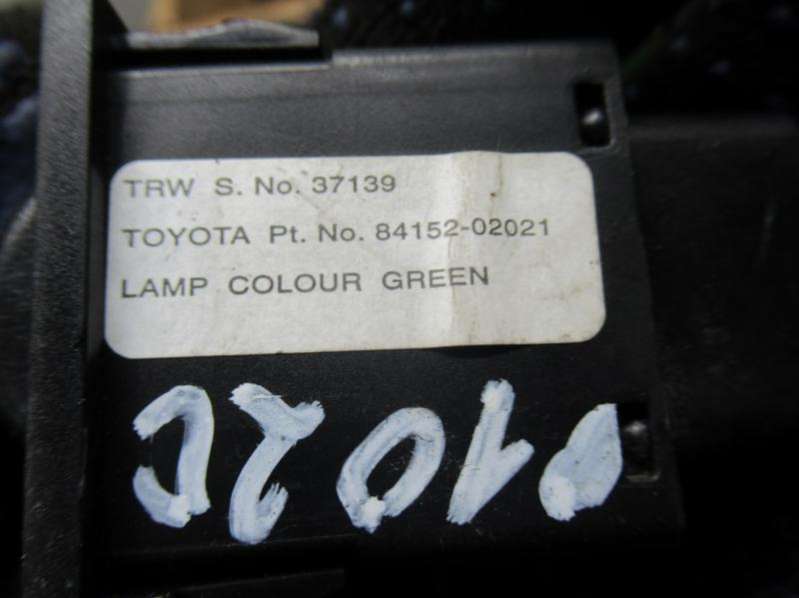 TRW S. No. 37139
TOYOTA Pt. No. 84152-02021
LAMP COLOUR GREEN